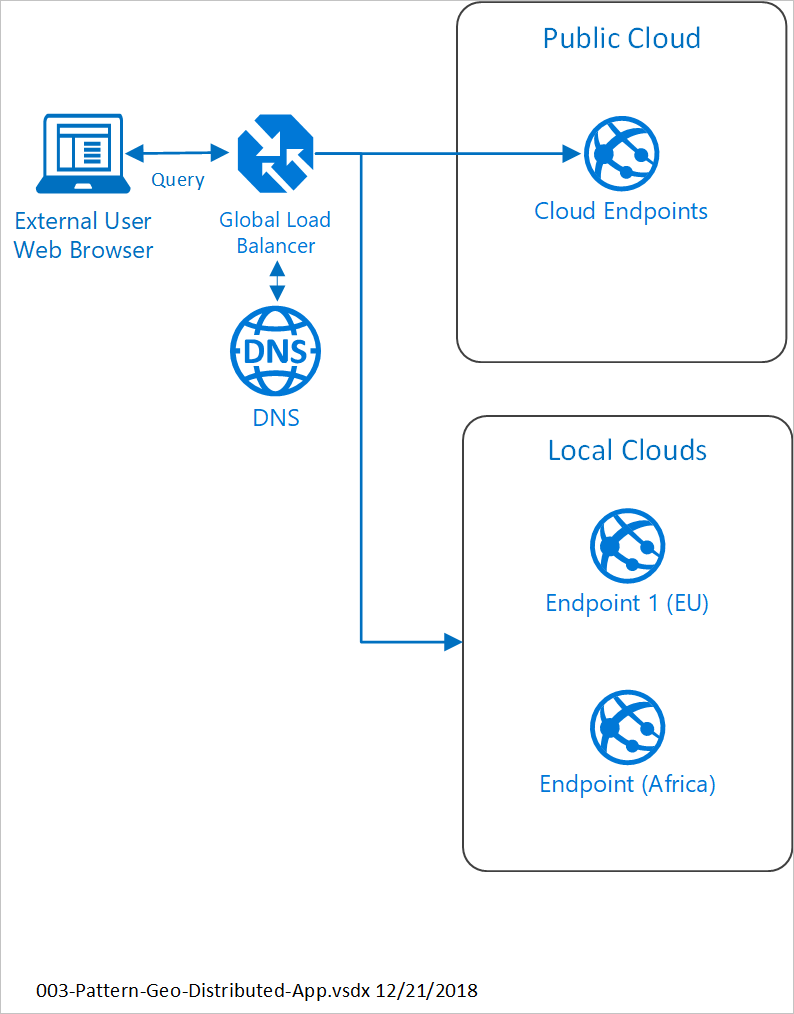 Public Cloud
Query
External User
Web Browser
Global Load
Balancer
Cloud Endpoints
DNS
DNS
Local Clouds
Endpoint 1 (EU)
Endpoint (Africa)
003-Pattern-Geo-Distributed-App.vsdx 12/21/2018